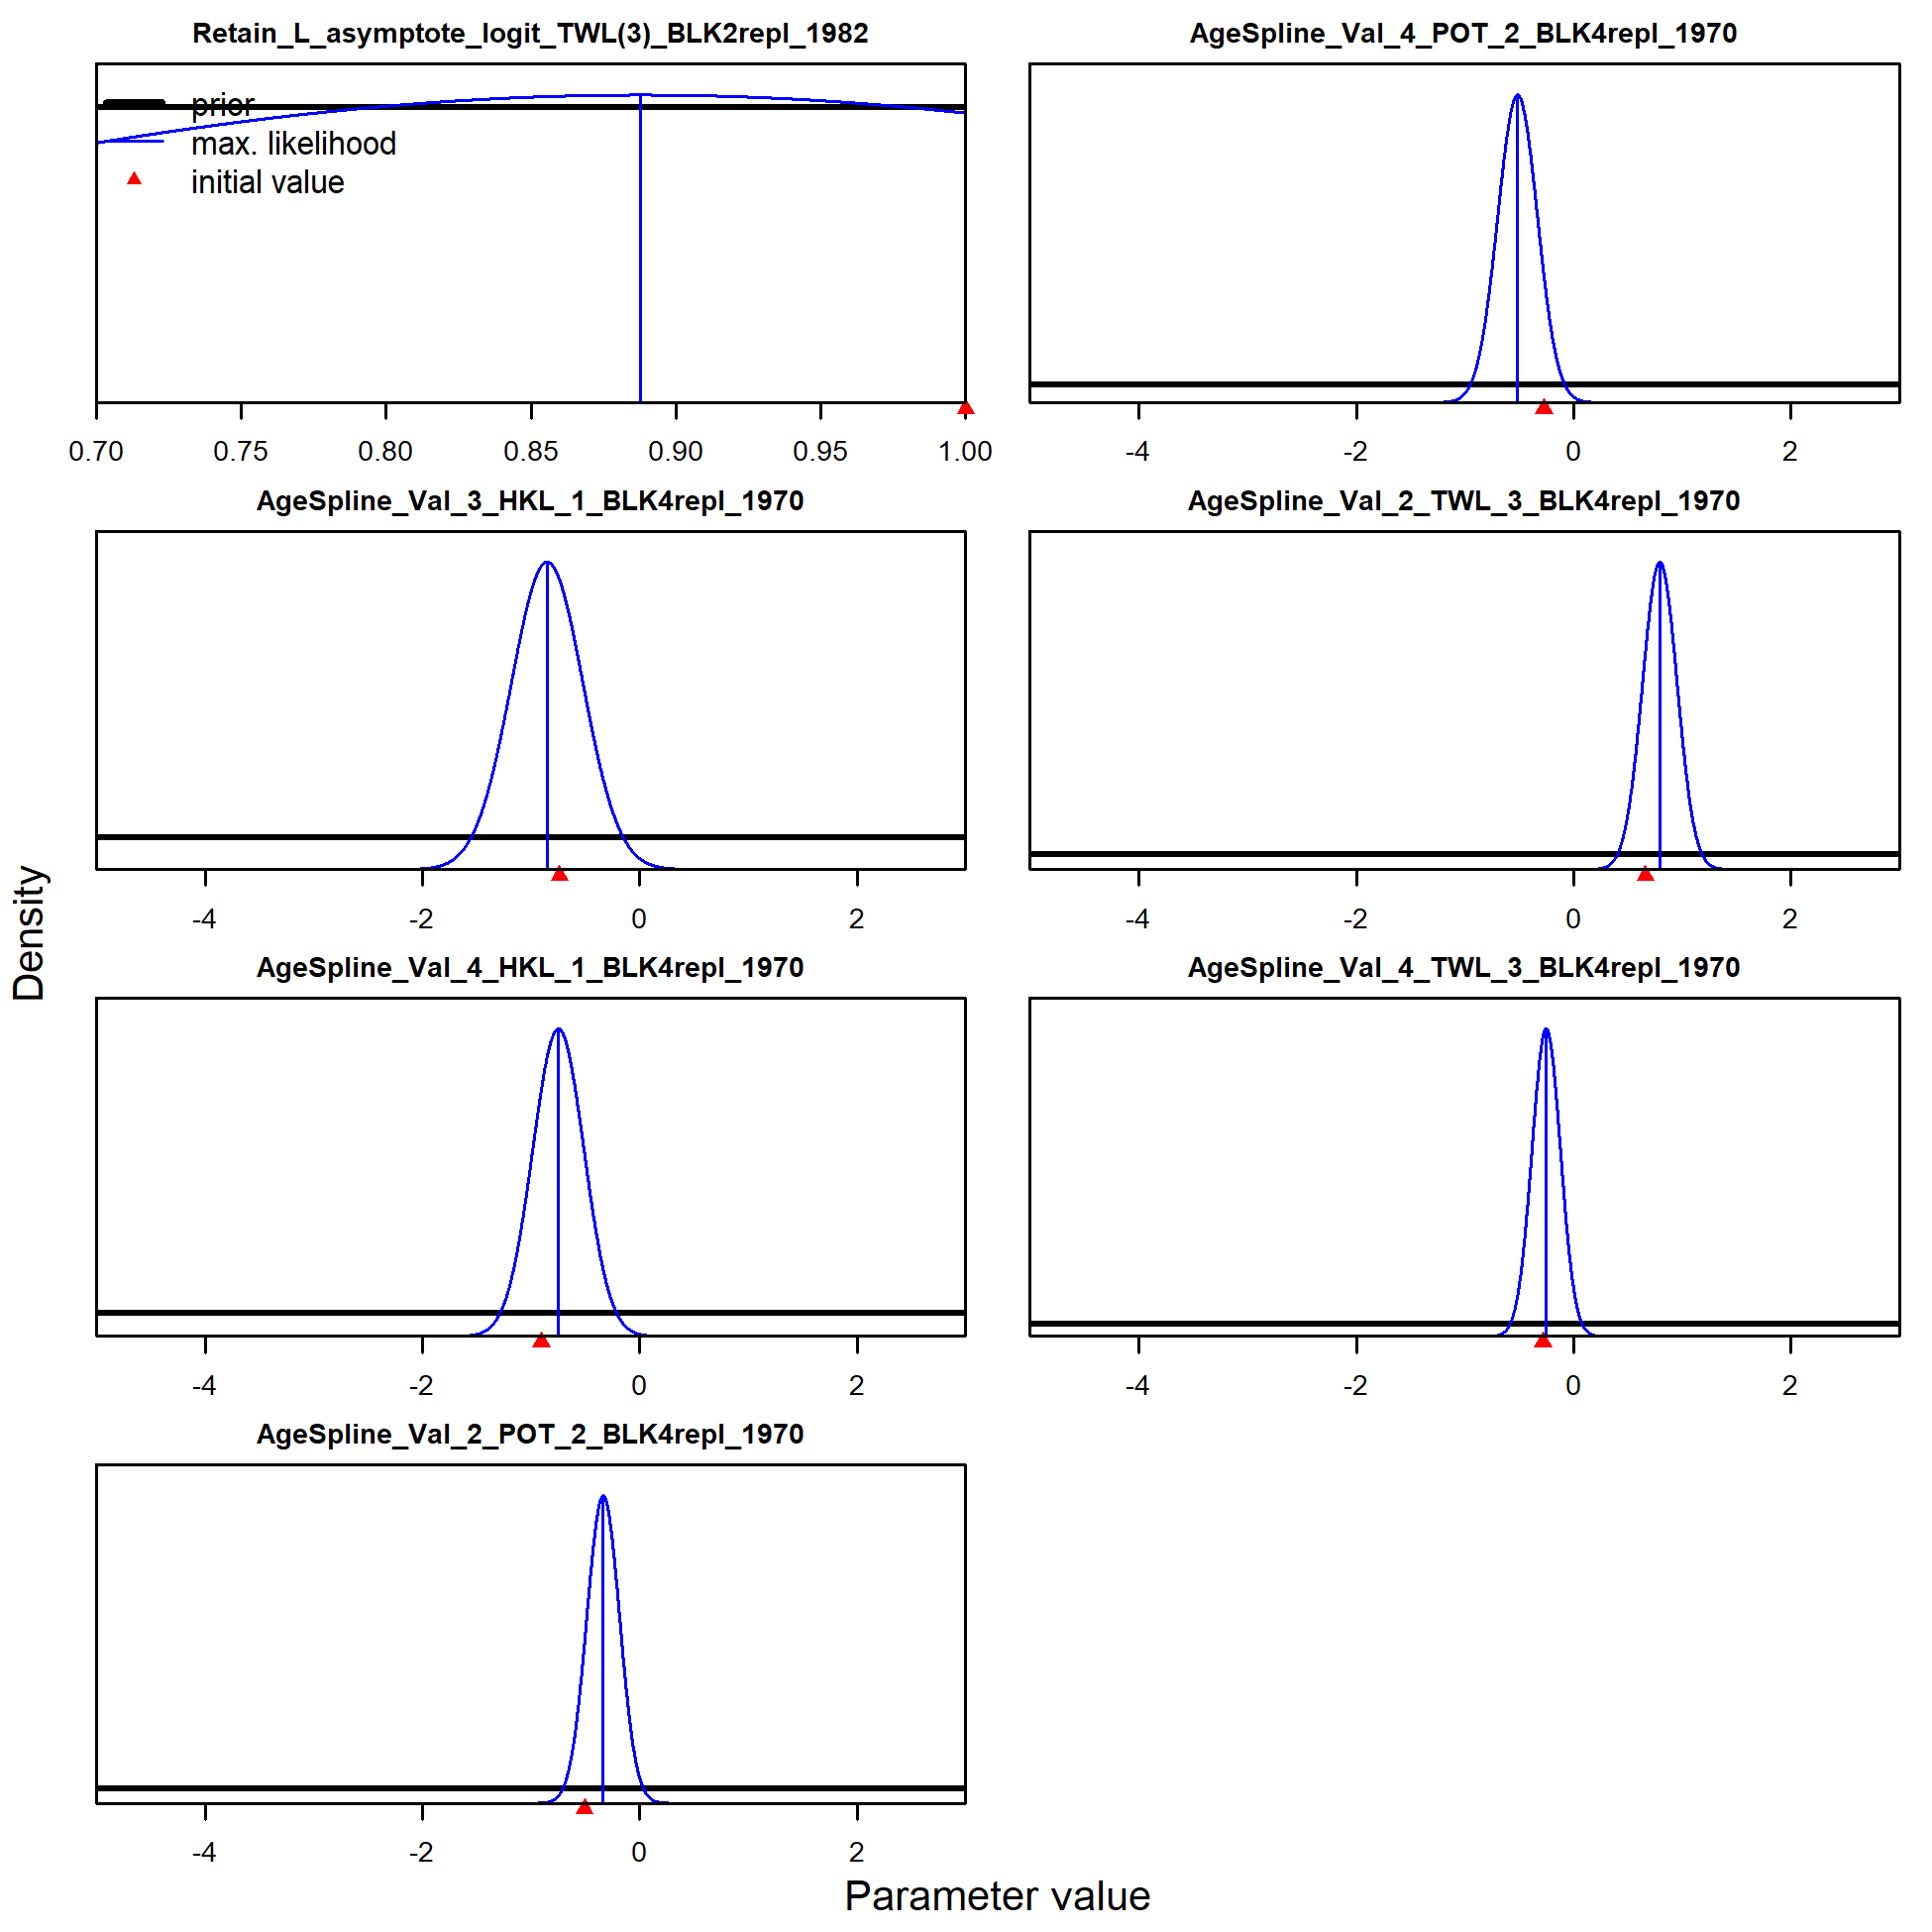 Retain_L_asymptote_logit_TWL(3)_BLK2repl_1982
prior
max. likelihood
initial value
0.70 0.75 0.80 0.85 0.90 0.95 1.00
AgeSpline_Val_4_POT_2_BLK4repl_1970
-4 -2 0 2
AgeSpline_Val_3_HKL_1_BLK4repl_1970
-4 -2 0 2
AgeSpline_Val_2_TWL_3_BLK4repl_1970
-4 -2 0 2
AgeSpline_Val_4_HKL_1_BLK4repl_1970
-4 -2 0 2
AgeSpline_Val_4_TWL_3_BLK4repl_1970
-4 -2 0 2
AgeSpline_Val_2_POT_2_BLK4repl_1970
-4 -2 0 2
Density
Parameter value